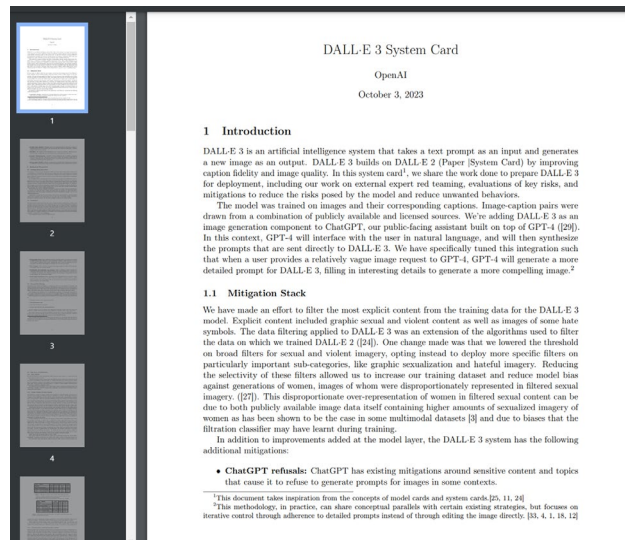 DALL·E 3 System Card
OpenAI
October 3, 2023
1 Introduction
DALL·E 3 is an artificial intelligence system that takes a text prompt as an input and generates
a new image as an output. DALL·E 3 builds on DALL·E 2 (Paper |System Card) by improving
caption fidelity and image quality. In this system card¹, we share the work done to prepare DALL·E 3
for deployment, including our work on external expert red teaming, evaluations of key risks, and
mitigations to reduce the risks posed by the model and reduce unwanted behaviors.
The model was trained on images and their corresponding captions. Image-caption pairs were
drawn from a combination of publicly available and licensed sources. We're adding DALL·E 3 as an
image generation component to ChatGPT, our public-facing assistant built on top of GPT-4 ([29]).
In this context, GPT-4 will interface with the user in natural language, and will then synthesize
the prompts that are sent directly to DALL·E 3. We have specifically tuned this integration such
that when a user provides a relatively vague image request to GPT-4, GPT-4 will generate a more
detailed prompt for DALL·E 3, filling in interesting details to generate a more compelling image.²
1.1 Mitigation Stack
We have made an effort to filter the most explicit content from the training data for the DALL·E 3
model. Explicit content included graphic sexual and violent content as well as images of some hate
symbols. The data filtering applied to DALL·E 3 was an extension of the algorithms used to filter
the data on which we trained DALL·E 2 ([24]). One change made was that we lowered the threshold
on broad filters for sexual and violent imagery, opting instead to deploy more specific filters on
particularly important sub-categories, like graphic sexualization and hateful imagery. Reducing
the selectivity of these filters allowed us to increase our training dataset and reduce model bias
against generations of women, images of whom were disproportionately represented in filtered sexual
imagery. ([27]). This disproportionate over-representation of women in filtered sexual content can be
due to both publicly available image data itself containing higher amounts of sexualized imagery of
women as has been shown to be the case in some multimodal datasets [3] and due to biases that the
filtration classifier may have learnt during training.
In addition to improvements added at the model layer, the DALL·E 3 system has the following
additional mitigations:
• ChatGPT refusals: ChatGPT has existing mitigations around sensitive content and topics
that cause it to refuse to generate prompts for images in some contexts.
¹This document takes inspiration from the concepts of model cards and system cards.[25, 11, 24]
²This methodology, in practice, can share conceptual parallels with certain existing strategies, but focuses on
iterative control through adherence to detailed prompts instead of through editing the image directly. [33, 4, 1, 18, 12]
1
2
3
4